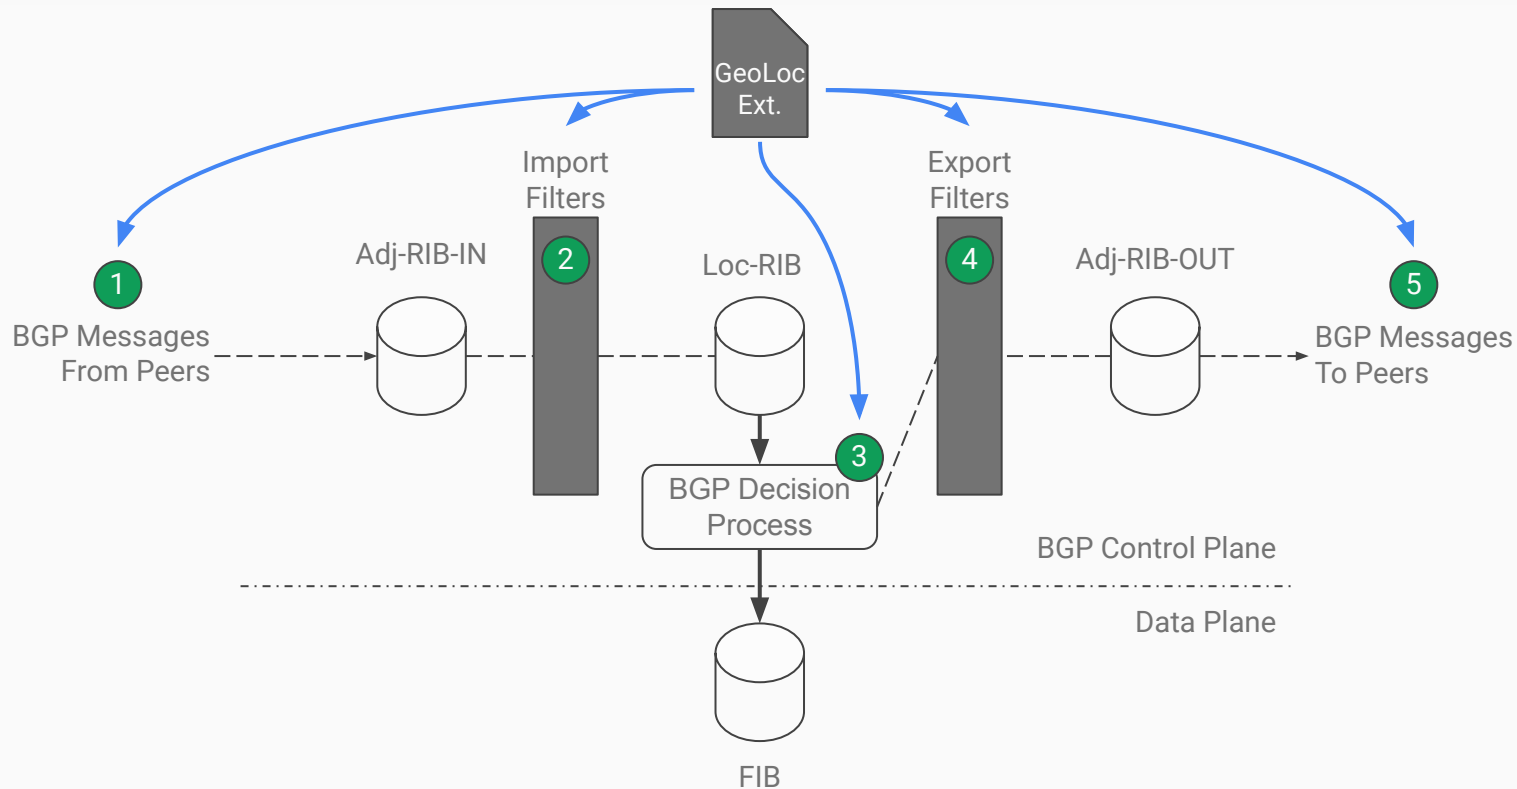 GeoLoc
Ext.
Import
Filters
Export
Filters
Adj-RIB-IN
2
Loc-RIB
4
Adj-RIB-OUT
1
5
BGP Messages
From Peers
BGP Messages
To Peers
3
BGP Decision
Process
BGP Control Plane
Data Plane
FIB